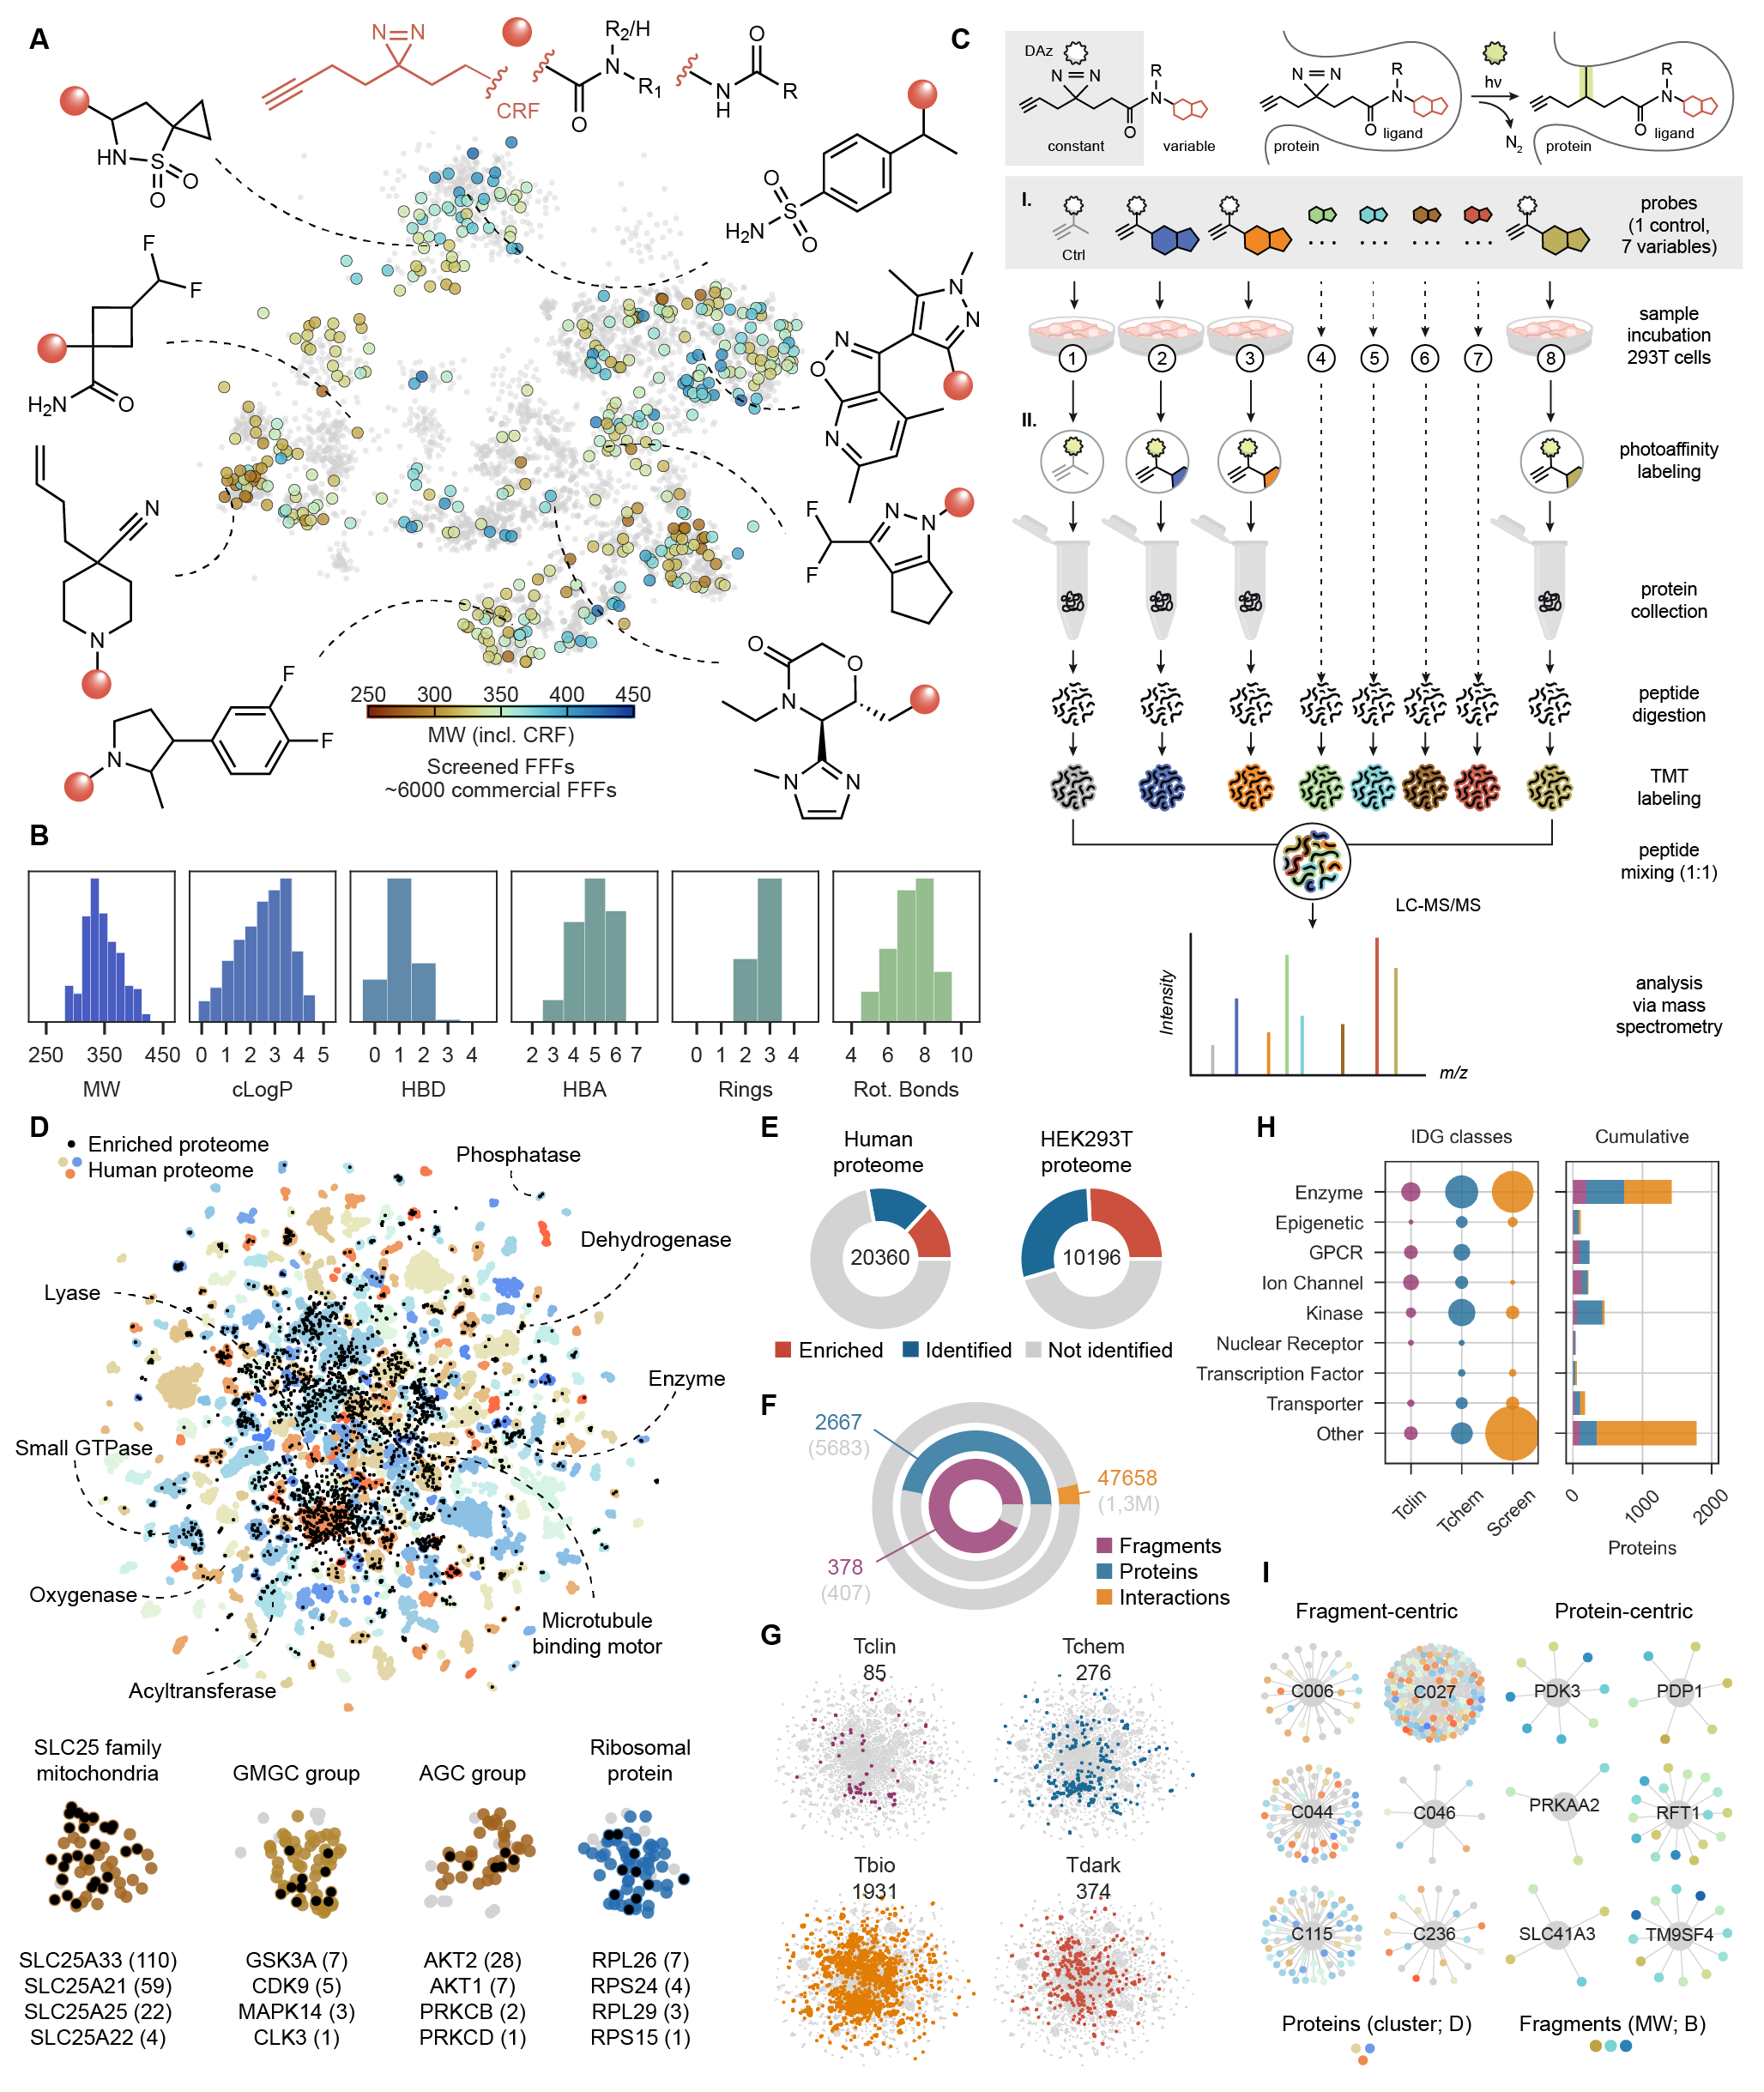 A
N=N
CRF
R2/H
N
R1
O
O
N
H
R
HN
S
O
O
F
F
H2N
O
N
N
N
F
F
O
S
O
H2N
N
N
N
O
N
F
F
N
N
O
O
N
N
N
250 300 350 400 450
MW (incl. CRF)
Screened FFFs
~6000 commercial FFFs
B
250 350 450
MW
0 1 2 3 4 5
cLogP
0 1 2 3 4
HBD
2 3 4 5 6 7
HBA
0 1 2 3 4
Rings
4 6 8 10
Rot. Bonds
C
DAz
N=N
R
N
O
constant
variable
N=N
R
N
O
ligand
protein
hν
N2
R
N
O
ligand
protein
I.
Ctrl
probes
(1 control,
7 variables)
sample
incubation
293T cells
1 2 3 4 5 6 7 8
II.
photoaffinity
labeling
protein
collection
peptide
digestion
TMT
labeling
peptide
mixing (1:1)
LC-MS/MS
Intensity
m/z
analysis
via mass
spectrometry
D
Enriched proteome
Human proteome
Phosphatase
Dehydrogenase
Lyase
Enzyme
Small GTPase
Oxygenase
Microtubule
binding motor
Acyltransferase
SLC25 family
mitochondria
SLC25A33 (110)
SLC25A21 (59)
SLC25A25 (22)
SLC25A22 (4)
GMGC group
GSK3A (7)
CDK9 (5)
MAPK14 (3)
CLK3 (1)
AGC group
AKT2 (28)
AKT1 (7)
PRKCB (2)
PRKCD (1)
Ribosomal
protein
RPL26 (7)
RPS24 (4)
RPL29 (3)
RPS15 (1)
E
Human
proteome
20360
HEK293T
proteome
10196
Enriched
Identified
Not identified
F
2667
(5683)
47658
(1,3M)
378
(407)
Fragments
Proteins
Interactions
G
Tclin
85
Tchem
276
Tbio
1931
Tdark
374
H
IDG classes
Cumulative
Enzyme
Epigenetic
GPCR
Ion Channel
Kinase
Nuclear Receptor
Transcription Factor
Transporter
Other
Tclin
Tchem
Screen
0
1000
2000
Proteins
I
Fragment-centric
Protein-centric
C006
C027
PDK3
PDP1
C044
C046
PRKAA2
RFT1
C115
C236
SLC41A3
TM9SF4
Proteins (cluster; D)
Fragments (MW; B)